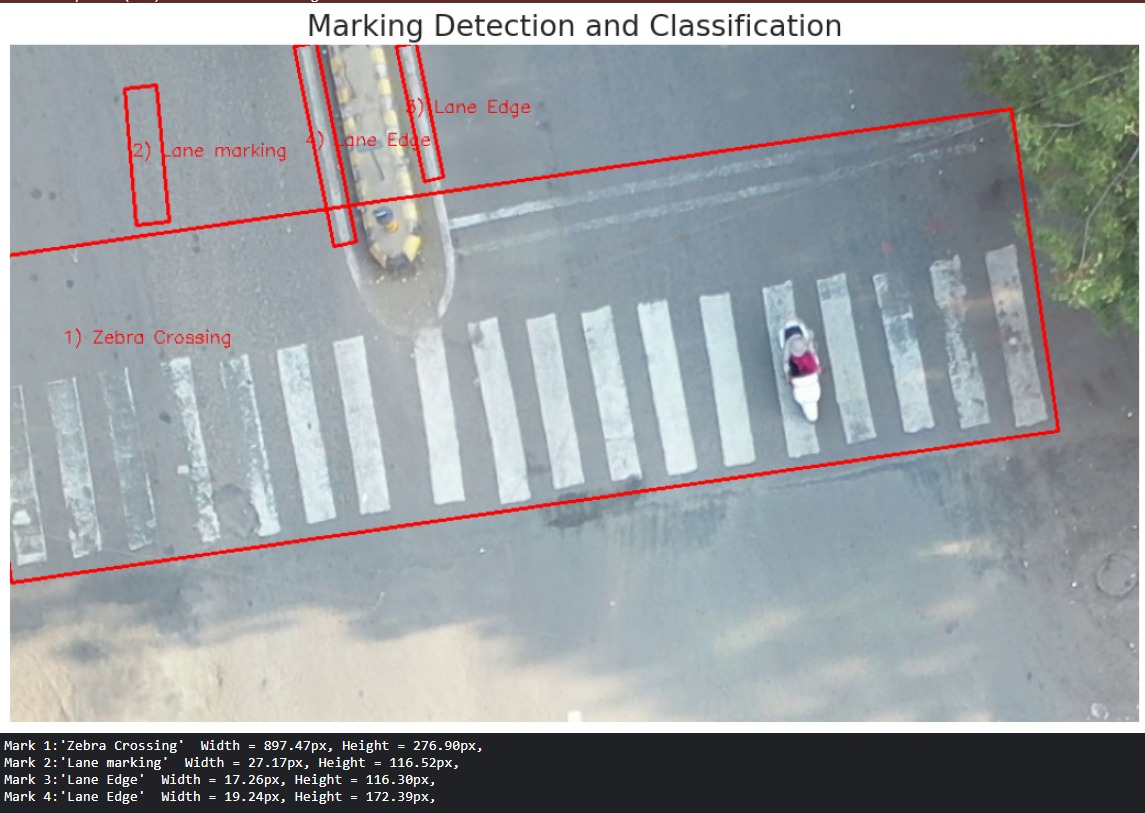 Marking Detection and Classification
3) Lane Edge
4) Lane Edge
2) Lane marking
1) Zebra Crossing
Mark 1:'Zebra Crossing'  Width = 897.47px, Height = 276.90px,
Mark 2:'Lane marking'  Width = 27.17px, Height = 116.52px,
Mark 3:'Lane Edge'  Width = 17.26px, Height = 116.30px,
Mark 4:'Lane Edge'  Width = 19.24px, Height = 172.39px,